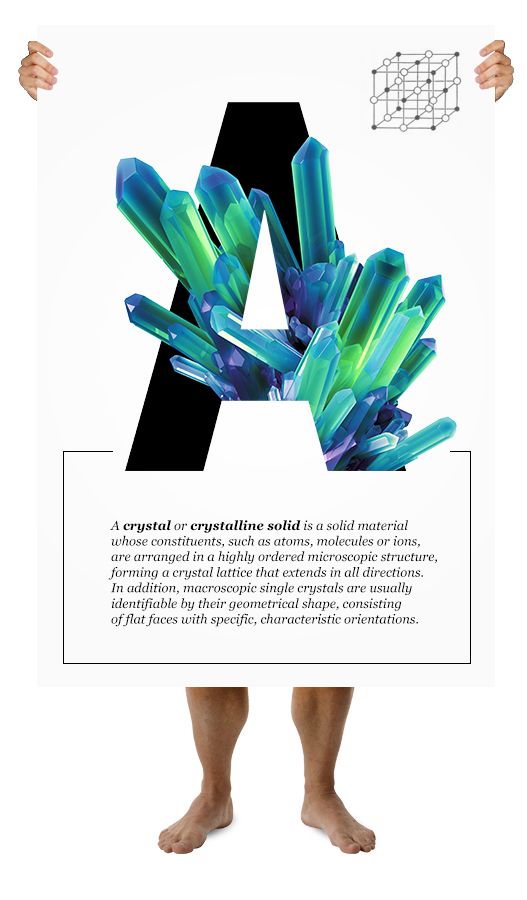 A
A crystal or crystalline solid is a solid material
whose constituents, such as atoms, molecules or ions,
are arranged in a highly ordered microscopic structure,
forming a crystal lattice that extends in all directions.
In addition, macroscopic single crystals are usually
identifiable by their geometrical shape, consisting
of flat faces with specific, characteristic orientations.